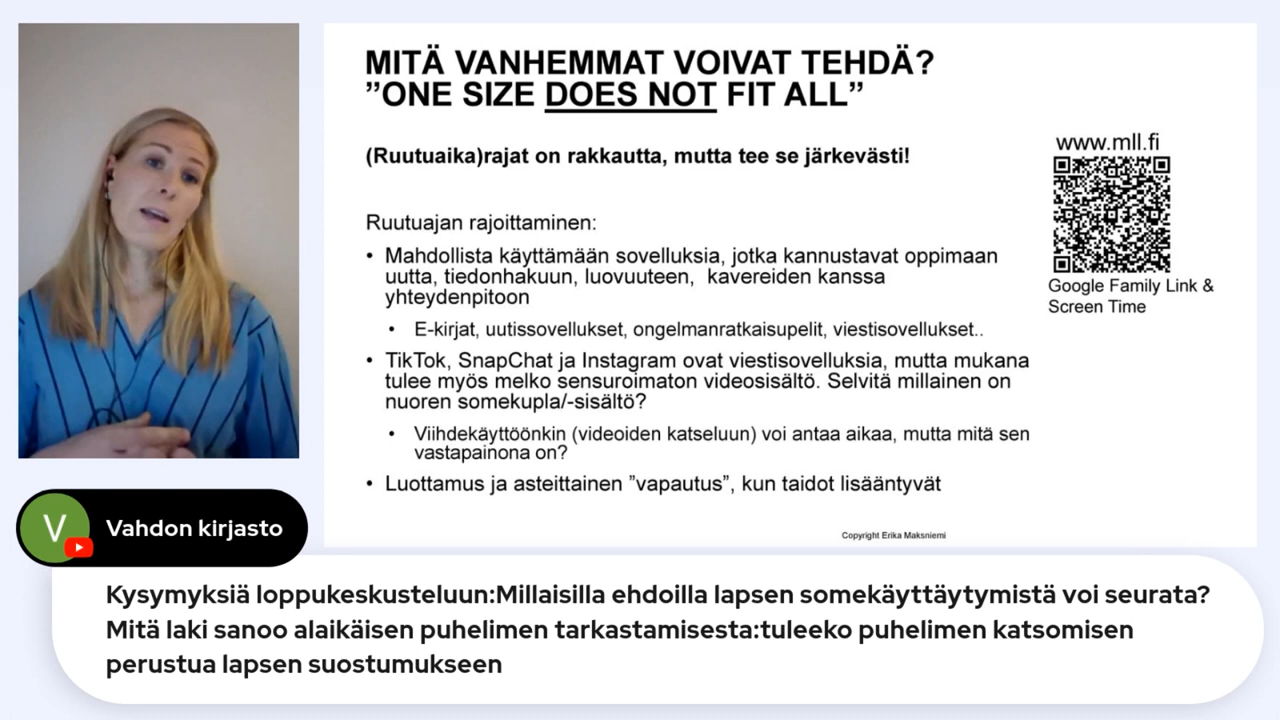 MITÄ VANHEMMAT VOIVAT TEHDÄ?
”ONE SIZE DOES NOT FIT ALL”
(Ruutuaika)rajat on rakkautta, mutta tee se järkevästi!
Ruutuajan rajoittaminen:
• Mahdollista käyttämään sovelluksia, jotka kannustavat oppimaan
uutta, tiedonhakuun, luovuuteen, kavereiden kanssa
yhteydenpitoon
• E-kirjat, uutissovellukset, ongelmanratkaisupelit, viestisovellukset..
• TikTok, SnapChat ja Instagram ovat viestisovelluksia, mutta mukana
tulee myös melko sensuroimaton videosisältö. Selvitä millainen on
nuoren somekupla/-sisältö?
• Viihdekäyttöönkin (videoiden katseluun) voi antaa aikaa, mutta mitä sen
vastapainona on?
• Luottamus ja asteittainen ”vapautus”, kun taidot lisääntyvät
www.mll.fi
Google Family Link &
Screen Time
Copyright Erika Maksniemi
V
Vahdon kirjasto
Kysymyksiä loppukeskusteluun:Millaisilla ehdoilla lapsen somekäyttäytymistä voi seurata?
Mitä laki sanoo alaikäisen puhelimen tarkastamisesta:tuleeko puhelimen katsomisen
perustua lapsen suostumukseen